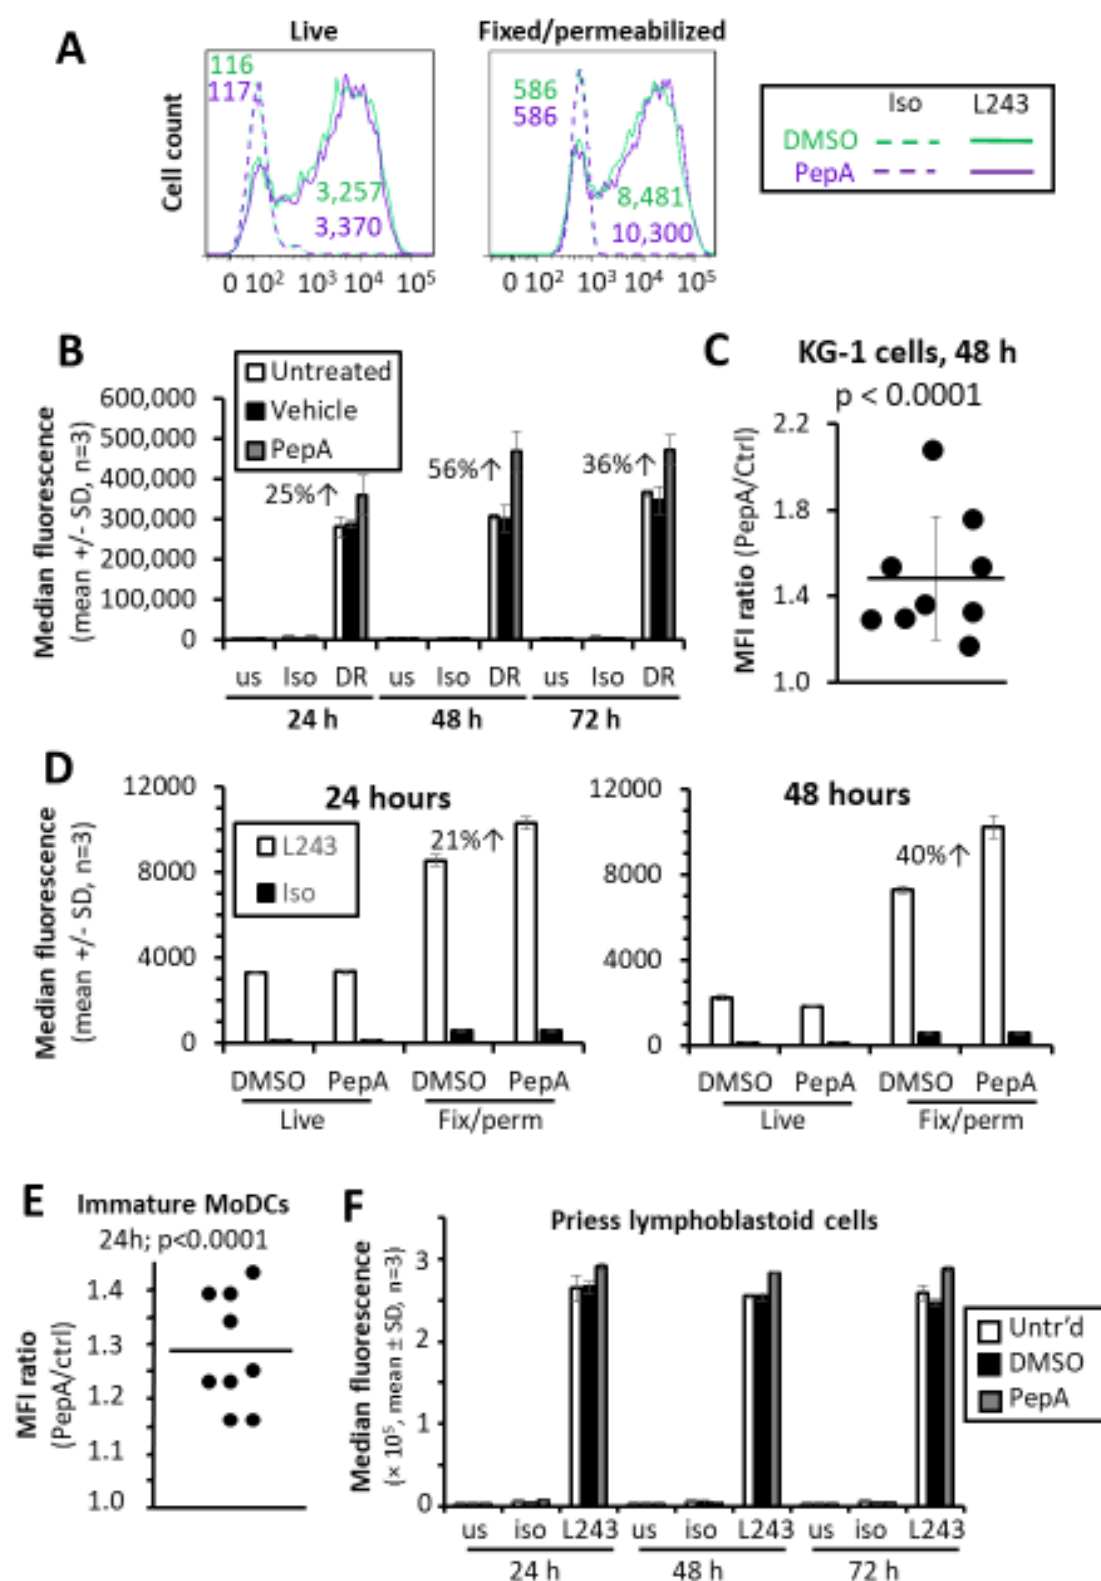 A
Live
Fixed/permeabilized
Cell count
116
117
3,257
3,370
0 10² 10³ 10⁴ 10⁵
586
586
8,481
10,300
0 10² 10³ 10⁴ 10⁵
Iso L243
DMSO
PepA
B
Untreated
Vehicle
PepA
Median fluorescence
(mean +/- SD, n=3)
600,000
500,000
400,000
300,000
200,000
100,000
0
25%↑
56%↑
36%↑
us Iso DR us Iso DR us Iso DR
24 h 48 h 72 h
C
KG-1 cells, 48 h
p < 0.0001
MFI ratio (PepA/Ctrl)
2.2
1.8
1.4
1.0
D
Median fluorescence
(mean +/- SD, n=3)
24 hours
12000
8000
4000
0
L243
Iso
21%↑
DMSO PepA DMSO PepA
Live Fix/perm
48 hours
12000
8000
4000
0
40%↑
DMSO PepA DMSO PepA
Live Fix/perm
E
Immature MoDCs
24h; p<0.0001
MFI ratio
(PepA/ctrl)
1.4
1.3
1.2
1.1
1.0
F
Priess lymphoblastoid cells
Median fluorescence
(× 10⁵, mean ± SD, n=3)
3
2
1
0
us iso L243 us iso L243 us iso L243
24 h 48 h 72 h
Untr'd
DMSO
PepA